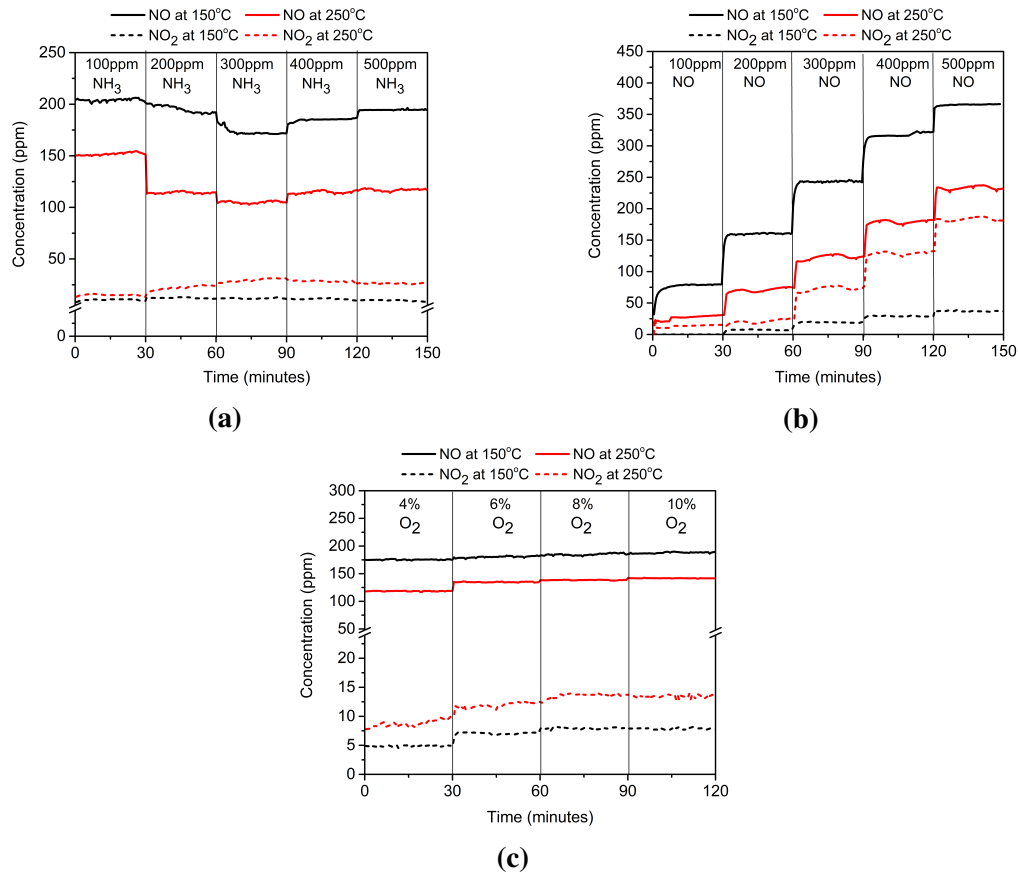 NO at 150°C NO at 250°C
NO₂ at 150°C NO₂ at 250°C
250
200
150
100
50
0
Concentration (ppm)
100ppm 200ppm 300ppm 400ppm 500ppm
NH₃ NH₃ NH₃ NH₃ NH₃
0 30 60 90 120 150
Time (minutes)
(a)
NO at 150°C NO at 250°C
NO₂ at 150°C NO₂ at 250°C
450
400
350
300
250
200
150
100
50
0
Concentration (ppm)
100ppm 200ppm 300ppm 400ppm 500ppm
NO NO NO NO NO
0 30 60 90 120 150
Time (minutes)
(b)
NO at 150°C NO at 250°C
NO₂ at 150°C NO₂ at 250°C
300
250
200
150
100
50
20
15
10
5
0
Concentration (ppm)
4% 6% 8% 10%
O₂ O₂ O₂ O₂
0 30 60 90 120
Time (minutes)
(c)